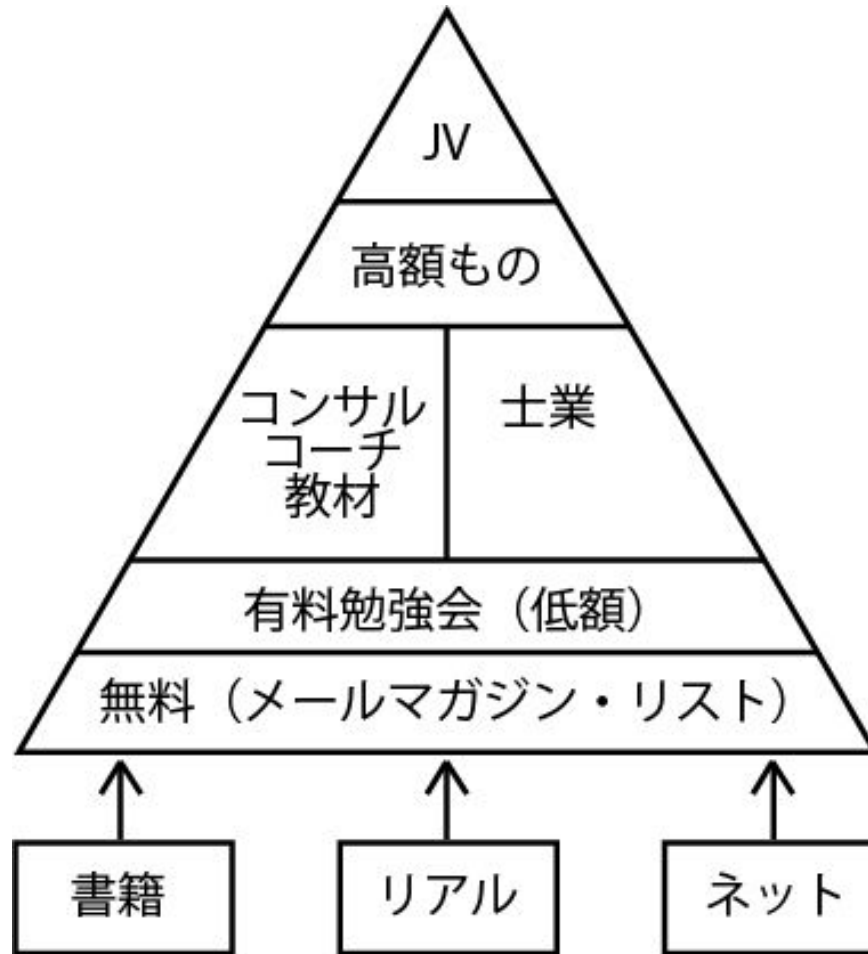 JV
高額もの
コンサル
コーチ
教材
士業
有料勉強会（低額）
無料（メールマガジン・リスト）
書籍
リアル
ネット